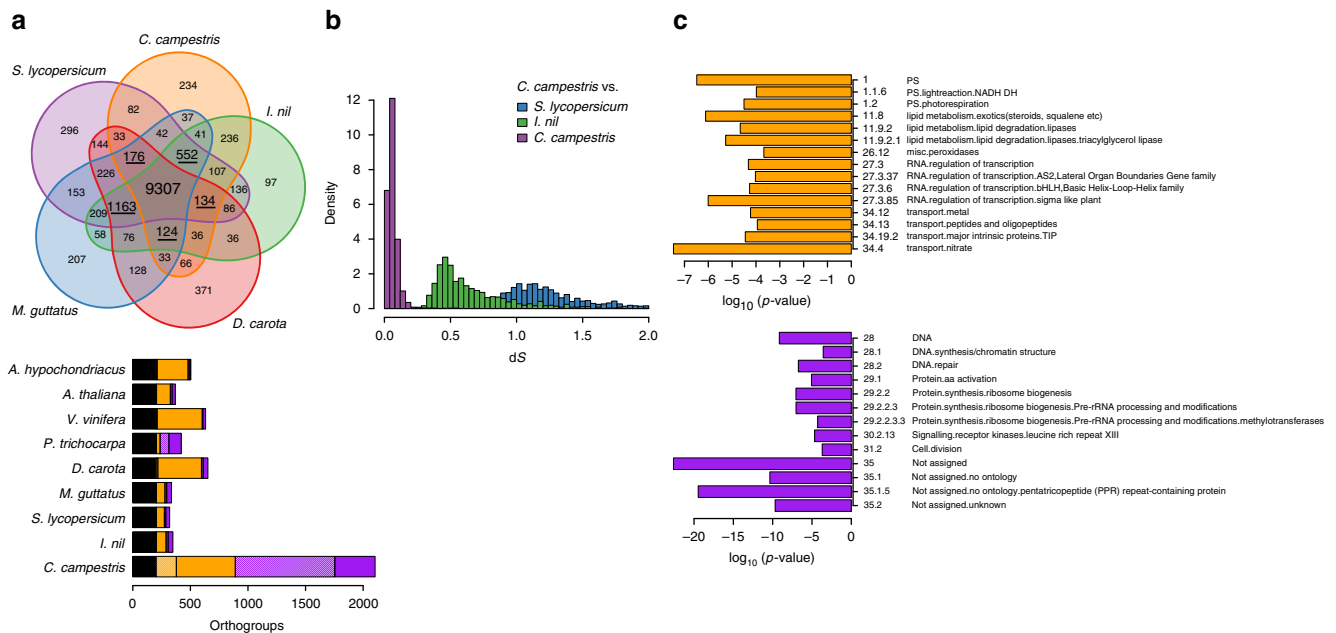 a
C. campestris
S. lycopersicum
I. nil
M. guttatus
D. carota
234
82
37
296
33
42
41
236
144
176
552
107
97
226
9307
136
153
1163
134
86
209
58
76
124
36
36
207
128
33
66
371
A. hypochondriacus
A. thaliana
V. vinifera
P. trichocarpa
D. carota
M. guttatus
S. lycopersicum
I. nil
C. campestris
0 500 1000 1500 2000
Orthogroups
b
C. campestris vs.
S. lycopersicum
I. nil
C. campestris
Density
12
10
8
6
4
2
0
0.0 0.5 1.0 1.5 2.0
dS
c
1 PS
1.1.6 PS.lightreaction.NADH DH
1.2 PS.photorespiration
11.8 lipid metabolism.exotics(steroids, squalene etc)
11.9.2 lipid metabolism.lipid degradation.lipases
11.9.2.1 lipid metabolism.lipid degradation.lipases.triacylglycerol lipase
26.12 misc.peroxidases
27.3 RNA.regulation of transcription
27.3.37 RNA.regulation of transcription.AS2,Lateral Organ Boundaries Gene family
27.3.6 RNA.regulation of transcription.bHLH,Basic Helix-Loop-Helix family
27.3.85 RNA.regulation of transcription.sigma like plant
34.12 transport.metal
34.13 transport.peptides and oligopeptides
34.19.2 transport.major intrinsic proteins.TIP
34.4 transport.nitrate
−7 −6 −5 −4 −3 −2 −1 0
log10 (p-value)
28 DNA
28.1 DNA.synthesis/chromatin structure
28.2 DNA.repair
29.1 Protein.aa activation
29.2.2 Protein.synthesis.ribosome biogenesis
29.2.2.3 Protein.synthesis.ribosome biogenesis.Pre-rRNA processing and modifications
29.2.2.3.3 Protein.synthesis.ribosome biogenesis.Pre-rRNA processing and modifications.methylotransferases
30.2.13 Signalling.receptor kinases.leucine rich repeat XIII
31.2 Cell.division
35 Not assigned
35.1 Not assigned.no ontology
35.1.5 Not assigned.no ontology.pentatricopeptide (PPR) repeat-containing protein
35.2 Not assigned.unknown
−20 −15 −10 −5 0
log10 (p-value)